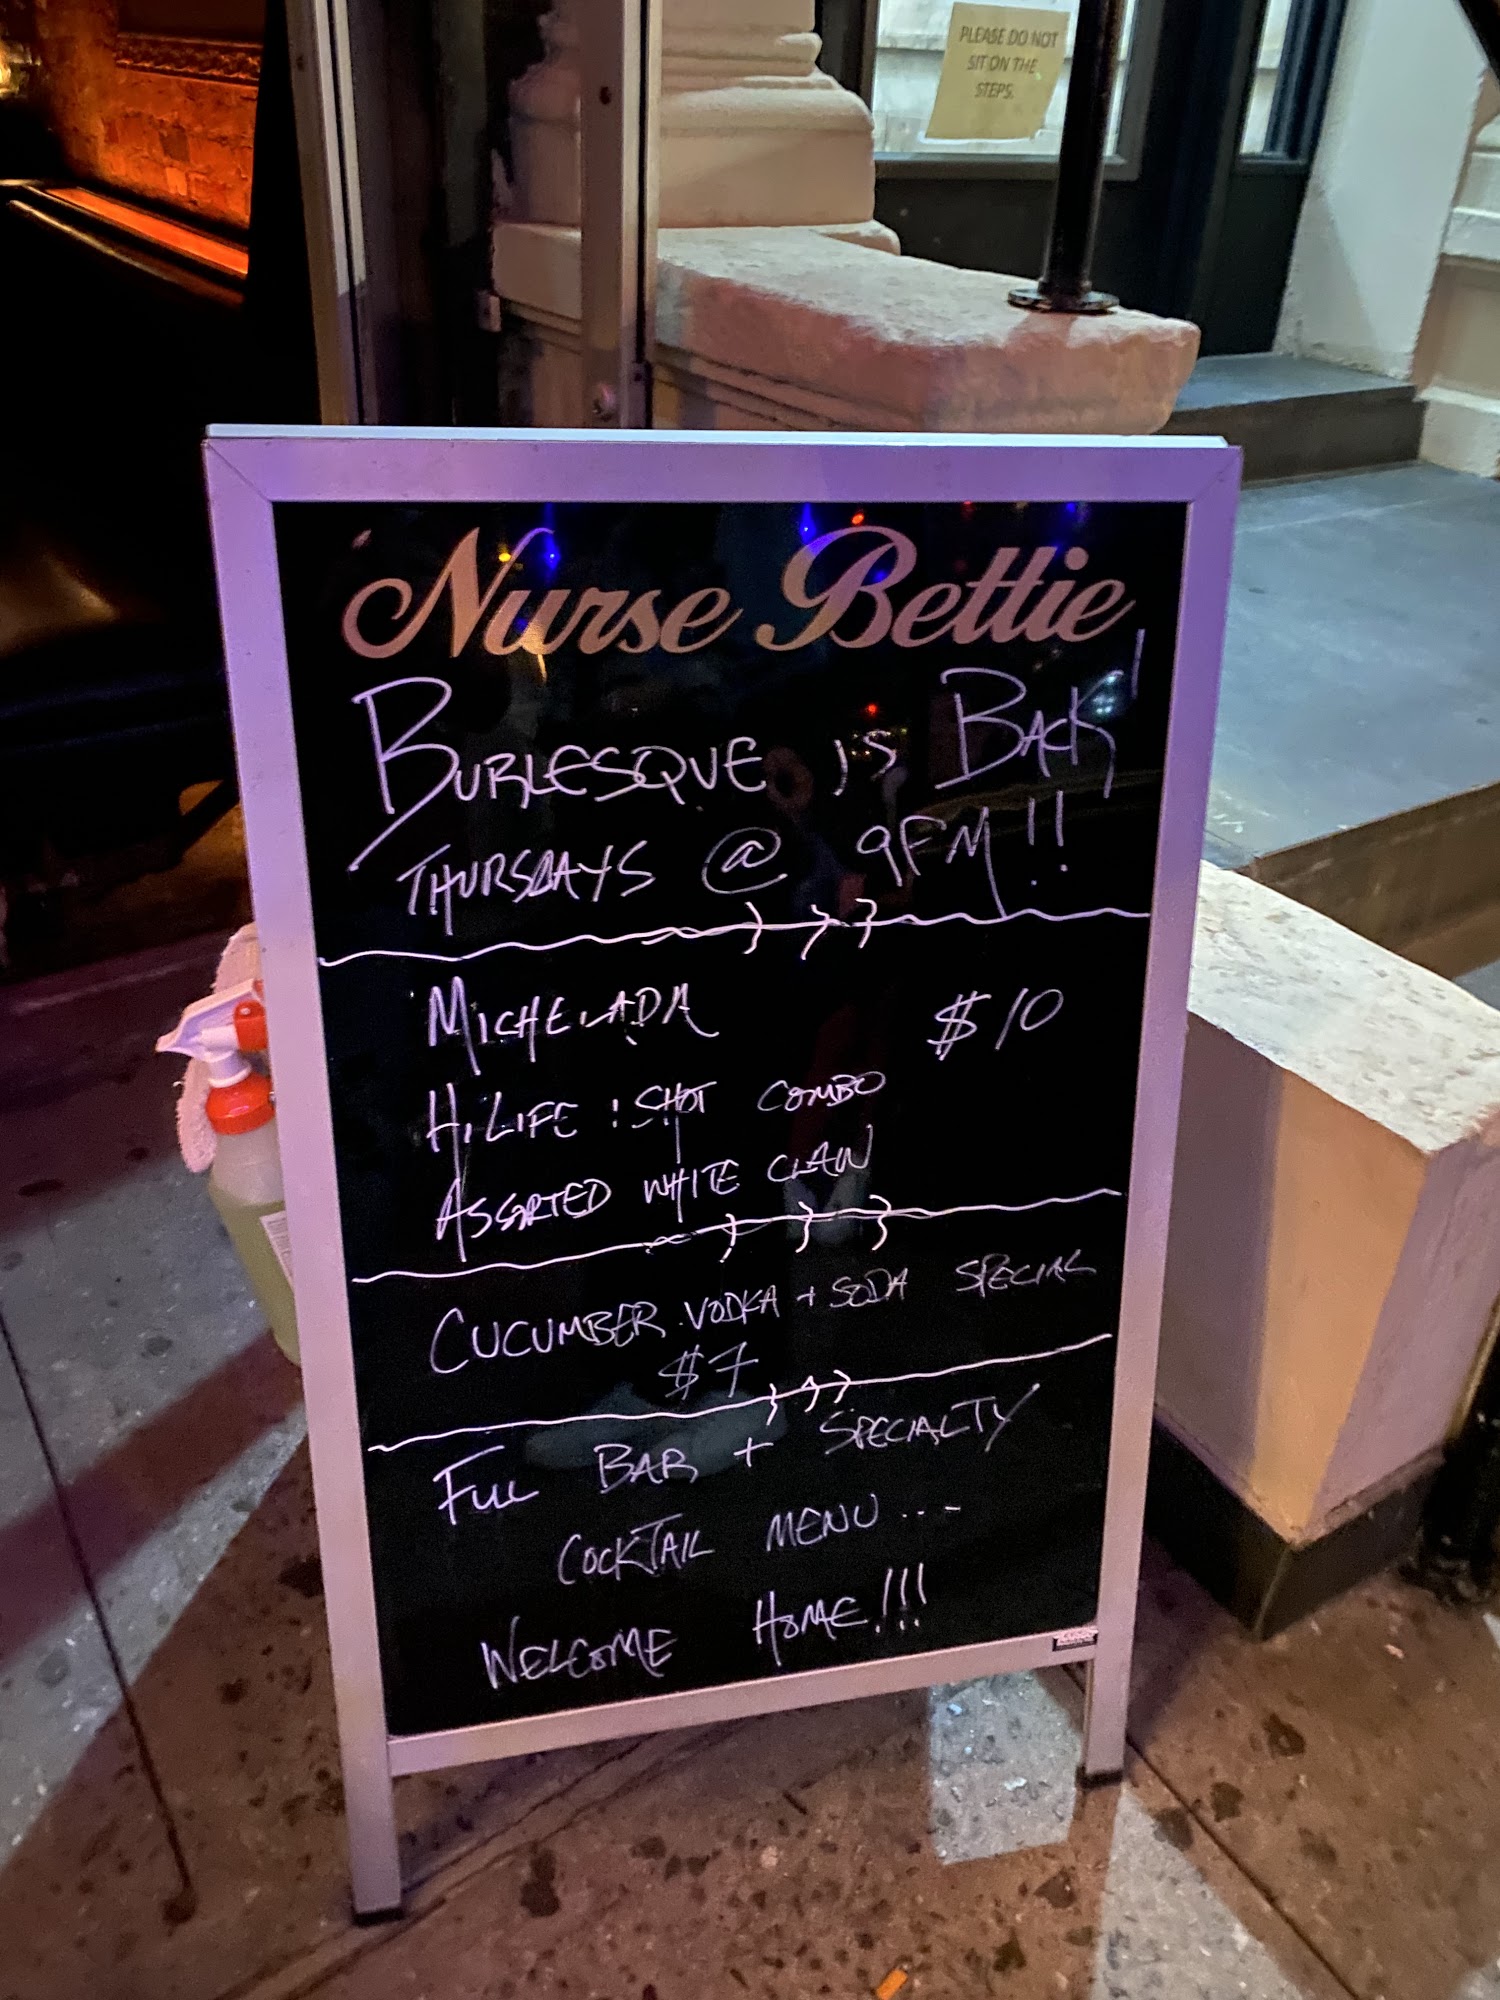 PLEASE DO NOT
SIT ON THE
STEPS.
Nurse Bettie
BURLESQUE is BACK!
THURSDAYS @ 9PM!!
MICHELADA $10
Hi LIFE : SHOT COMBO
ASSORTED WHITE CLAW
CUCUMBER VODKA + SODA SPECIAL
$7
FULL BAR + SPECIALTY
COCKTAIL MENU....
WELCOME HOME!!!